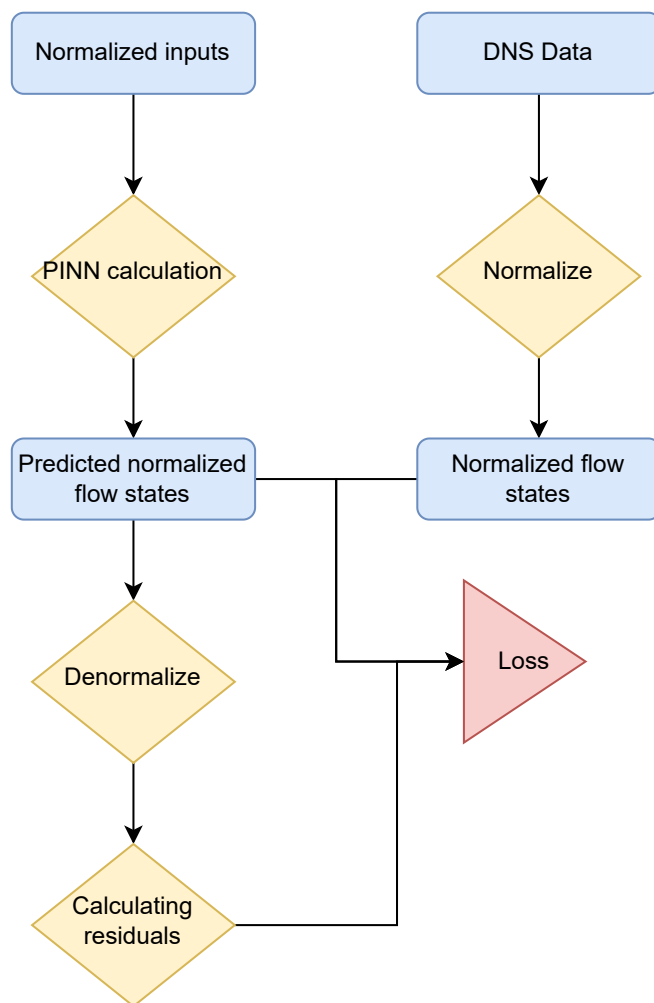 Normalized inputs
DNS Data
PINN calculation
Normalize
Predicted normalized
flow states
Normalized flow
states
Denormalize
Loss
Calculating
residuals